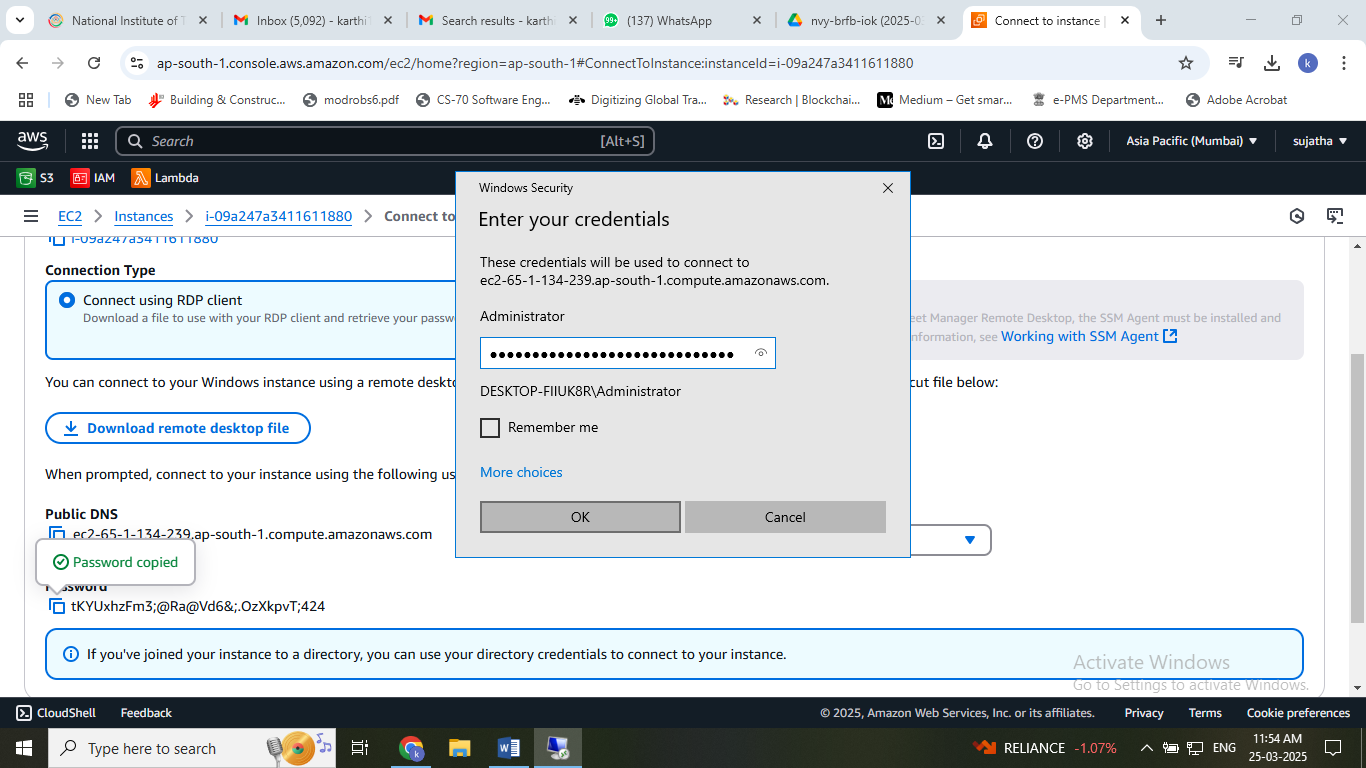 National Institute of T
Inbox (5,092) - karthi
Search results - karthi
(137) WhatsApp
nvy-brfb-iok (2025-0
Connect to instance |
ap-south-1.console.aws.amazon.com/ec2/home?region=ap-south-1#ConnectToInstance:instanceId=i-09a247a3411611880
k
New Tab
Building & Construc...
modrobs6.pdf
CS-70 Software Eng...
Digitizing Global Tra...
Research | Blockchai...
Medium – Get smar...
e-PMS Department...
Adobe Acrobat
aws
Search
[Alt+S]
Asia Pacific (Mumbai)
sujatha
S3
IAM
Lambda
EC2
Instances
i-09a247a3411611880
Connect to
i-09a247a3411611880
Connection Type
Connect using RDP client
Download a file to use with your RDP client and retrieve your passw
eet Manager Remote Desktop, the SSM Agent must be installed and
nformation, see Working with SSM Agent
You can connect to your Windows instance using a remote deskto
cut file below:
Download remote desktop file
When prompted, connect to your instance using the following us
Public DNS
ec2-65-1-134-239.ap-south-1.compute.amazonaws.com
Password copied
Password
tKYUxhzFm3;@Ra@Vd6&;.OzXkpvT;424
If you've joined your instance to a directory, you can use your directory credentials to connect to your instance.
Windows Security
Enter your credentials
These credentials will be used to connect to
ec2-65-1-134-239.ap-south-1.compute.amazonaws.com.
Administrator
DESKTOP-FIIUK8R\Administrator
Remember me
More choices
OK
Cancel
Activate Windows
Go to Settings to activate Windows.
CloudShell
Feedback
© 2025, Amazon Web Services, Inc. or its affiliates.
Privacy
Terms
Cookie preferences
Type here to search
RELIANCE -1.07%
ENG
11:54 AM
25-03-2025